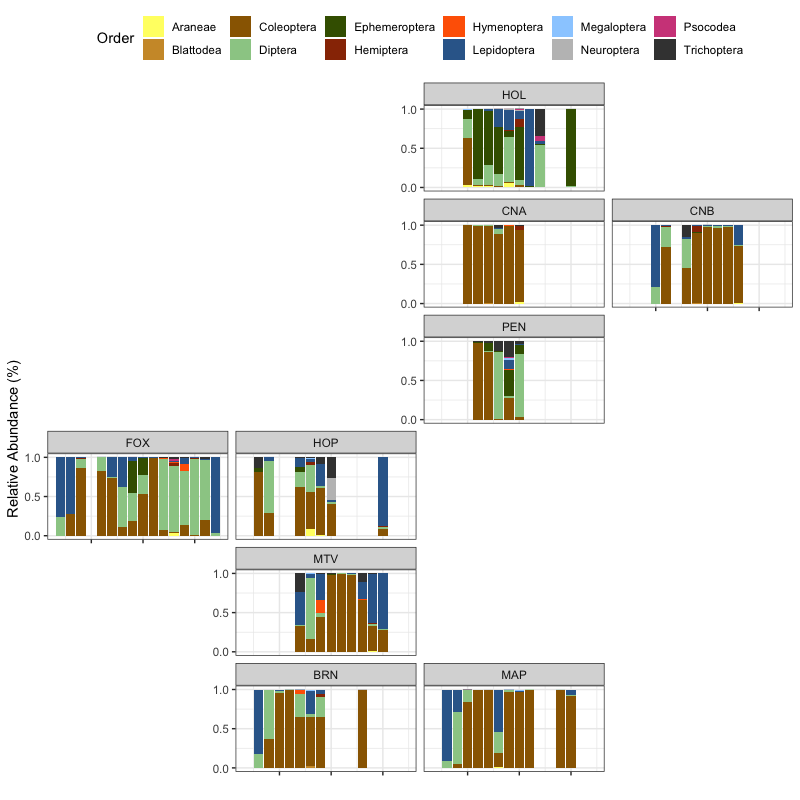 Order
Araneae Coleoptera Ephemeroptera Hymenoptera Megaloptera Psocodea
Blattodea Diptera Hemiptera Lepidoptera Neuroptera Trichoptera
Relative Abundance (%)
HOL
1.0
0.5
0.0
CNA CNB
1.0
0.5
0.0
PEN
1.0
0.5
0.0
FOX HOP
1.0
0.5
0.0
MTV
1.0
0.5
0.0
BRN MAP
1.0
0.5
0.0